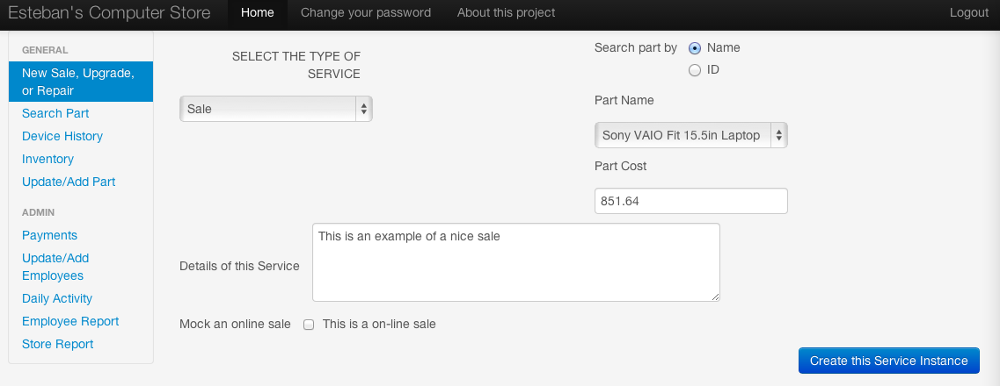 Esteban's Computer Store
Home
Change your password
About this project
Logout
GENERAL
New Sale, Upgrade,
or Repair
Search Part
Device History
Inventory
Update/Add Part
ADMIN
Payments
Update/Add
Employees
Daily Activity
Employee Report
Store Report
SELECT THE TYPE OF
SERVICE
Sale
Search part by
Name
ID
Part Name
Sony VAIO Fit 15.5in Laptop
Part Cost
851.64
Details of this Service
This is an example of a nice sale
Mock an online sale
This is a on-line sale
Create this Service Instance